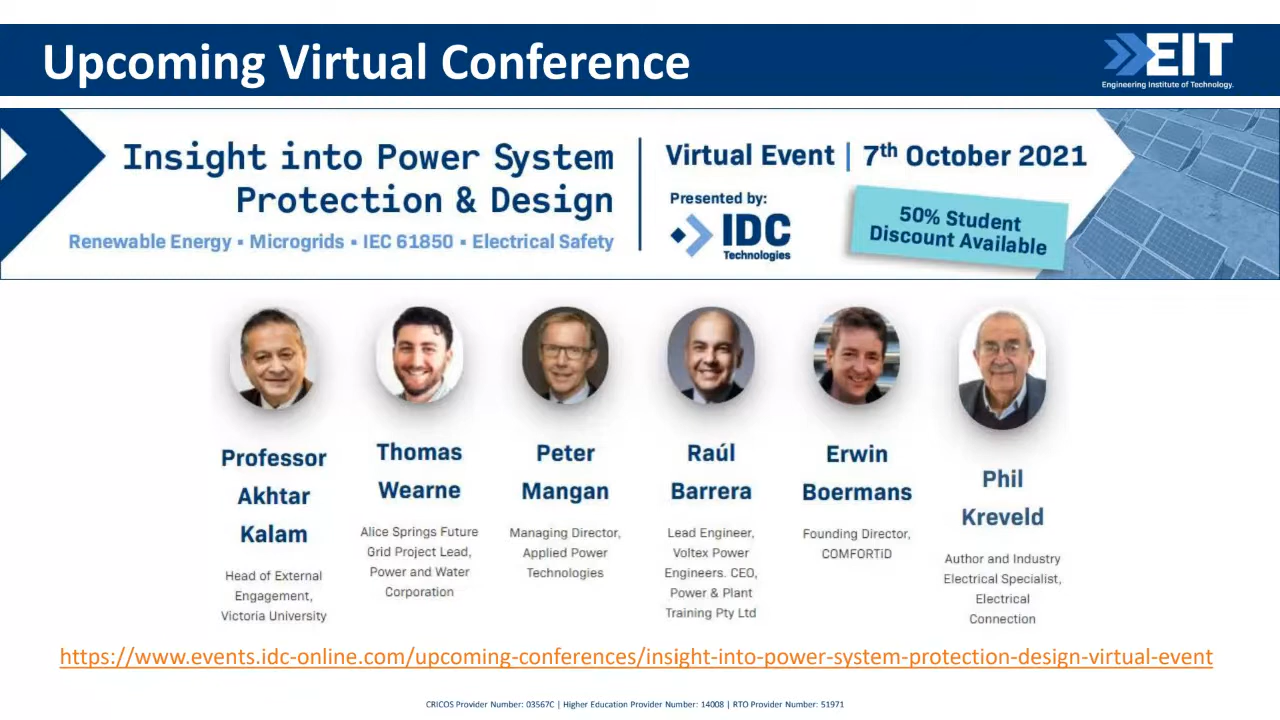 Upcoming Virtual Conference
EIT
Engineering Institute of Technology.
Insight into Power System
Protection & Design
Renewable Energy ▪ Microgrids ▪ IEC 61850 ▪ Electrical Safety
Virtual Event | 7th October 2021
Presented by:
IDC
Technologies
50% Student
Discount Available
Professor
Akhtar
Kalam
Head of External
Engagement,
Victoria University
Thomas
Wearne
Alice Springs Future
Grid Project Lead,
Power and Water
Corporation
Peter
Mangan
Managing Director,
Applied Power
Technologies
Raúl
Barrera
Lead Engineer,
Voltex Power
Engineers. CEO,
Power & Plant
Training Pty Ltd
Erwin
Boermans
Founding Director,
COMFORTiD
Phil
Kreveld
Author and Industry
Electrical Specialist,
Electrical
Connection
https://www.events.idc-online.com/upcoming-conferences/insight-into-power-system-protection-design-virtual-event
CRICOS Provider Number: 03567C | Higher Education Provider Number: 14008 | RTO Provider Number: 51971